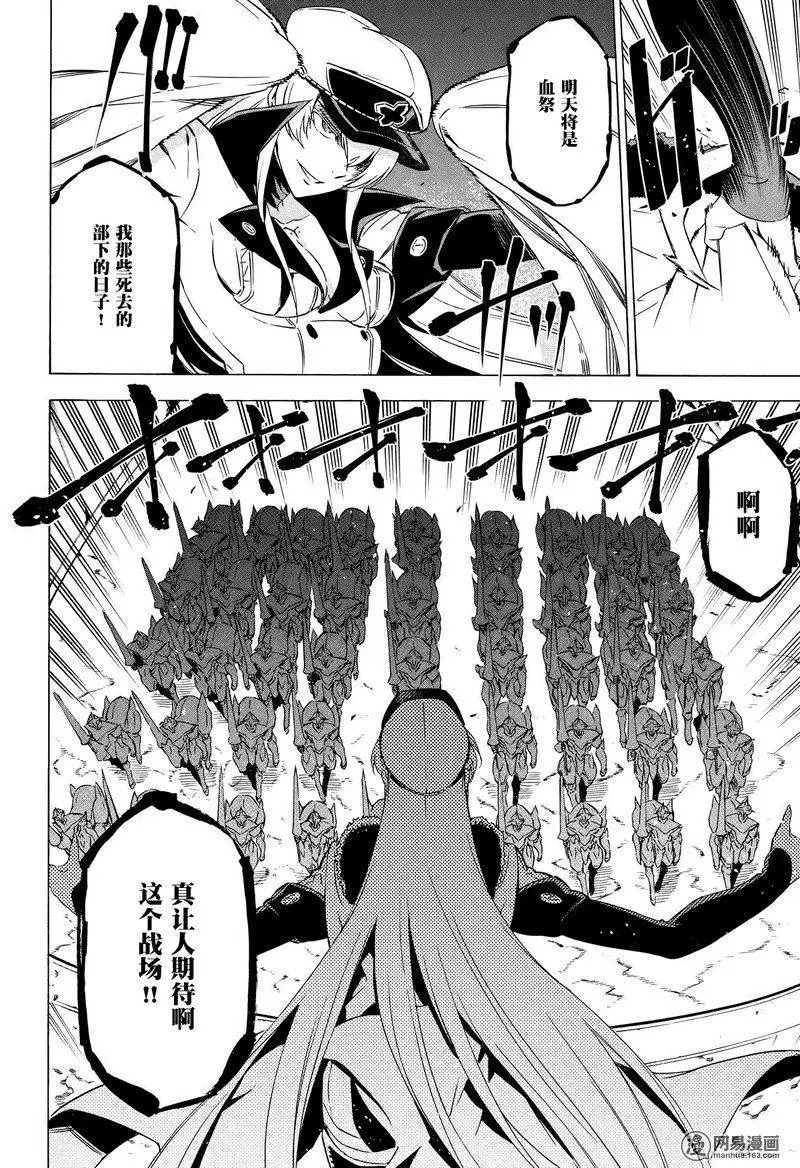 明天将是
血祭
我那些死去的
部下的日子！
啊
啊
真让人期待啊
这个战场!!
网易漫画
manhua.163.com